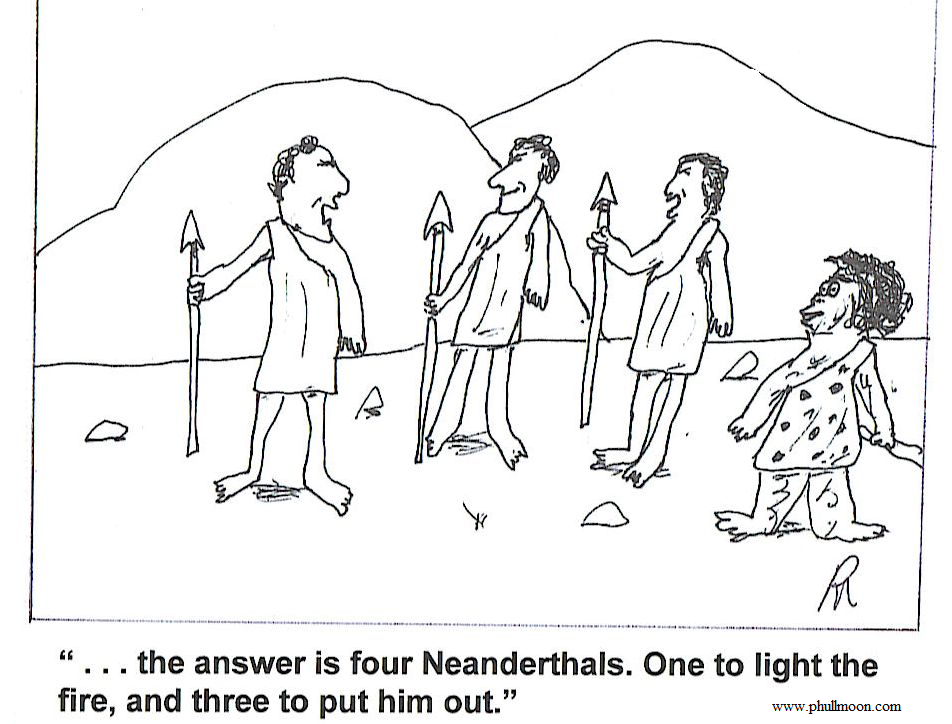 “ . . . the answer is four Neanderthals. One to light the
fire, and three to put him out.”
www.phullmoon.com